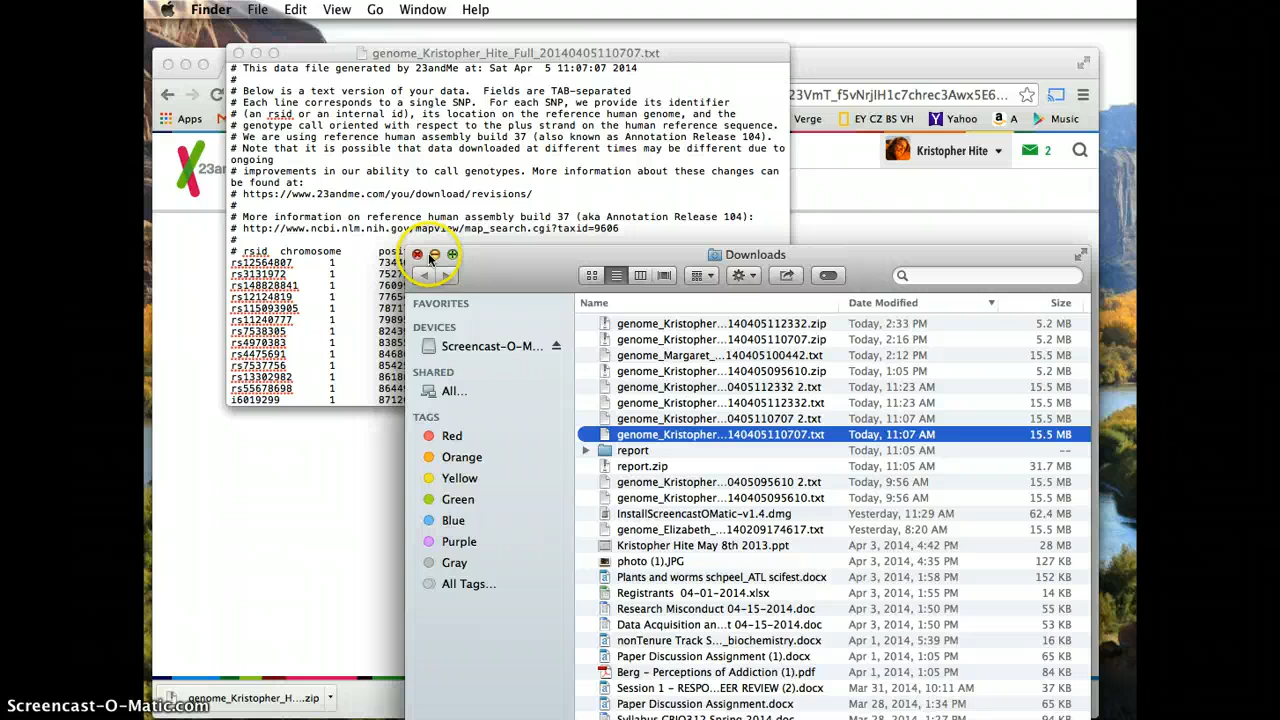 Finder File Edit View Go Window Help
genome_Kristopher_Hite_Full_20140405110707.txt
# This data file generated by 23andMe at: Sat Apr  5 11:07:07 2014
#
# Below is a text version of your data.  Fields are TAB-separated
# Each line corresponds to a single SNP.  For each SNP, we provide its identifier
# (an rsid or an internal id), its location on the reference human genome, and the
# genotype call oriented with respect to the plus strand on the human reference sequence.
# We are using reference human assembly build 37 (also known as Annotation Release 104).
# Note that it is possible that data downloaded at different times may be different due to
ongoing
# improvements in our ability to call genotypes. More information about these changes can
be found at:
# https://www.23andme.com/you/download/revisions/
#
# More information on reference human assembly build 37 (aka Annotation Release 104):
# http://www.ncbi.nlm.nih.gov/mapview/map_search.cgi?taxid=9606
#
# rsid chromosome posi
rs12564807 1 7344
rs3131972 1 7527
rs148828841 1 7609
rs12124819 1 7765
rs115093905 1 7871
rs11240777 1 7989
rs7538305 1 8243
rs4970383 1 8385
rs4475691 1 8468
rs7537756 1 8542
rs13302982 1 8618
rs55678698 1 8644
i6019299 1 8712
23VmT_f5vNrjIH1c7chrec3Awx5E6...
Apps
Verge EY CZ BS VH Yahoo A Music
23an
Kristopher Hite 2
Downloads
FAVORITES
DEVICES
Screencast-O-M...
SHARED
All...
TAGS
Red
Orange
Yellow
Green
Blue
Purple
Gray
All Tags...
Name Date Modified Size
genome_Kristopher...140405112332.zip Today, 2:33 PM 5.2 MB
genome_Kristopher...140405110707.zip Today, 2:16 PM 5.2 MB
genome_Margaret_...140405100442.txt Today, 2:12 PM 15.5 MB
genome_Kristopher...140405095610.zip Today, 1:05 PM 5.2 MB
genome_Kristopher...0405112332 2.txt Today, 11:23 AM 15.5 MB
genome_Kristopher...140405112332.txt Today, 11:23 AM 15.5 MB
genome_Kristopher...0405110707 2.txt Today, 11:07 AM 15.5 MB
genome_Kristopher...140405110707.txt Today, 11:07 AM 15.5 MB
report Today, 11:05 AM --
report.zip Today, 11:05 AM 31.7 MB
genome_Kristopher...0405095610 2.txt Today, 9:56 AM 15.5 MB
genome_Kristopher...140405095610.txt Today, 9:56 AM 15.5 MB
InstallScreencastOMatic-v1.4.dmg Yesterday, 11:29 AM 62.4 MB
genome_Elizabeth_...140209174617.txt Yesterday, 8:20 AM 15.5 MB
Kristopher Hite May 8th 2013.ppt Apr 3, 2014, 4:42 PM 28 MB
photo (1).JPG Apr 3, 2014, 4:35 PM 127 KB
Plants and worms schpeel_ATL scifest.docx Apr 3, 2014, 1:58 PM 152 KB
Registrants  04-01-2014.xlsx Apr 3, 2014, 1:55 PM 14 KB
Research Misconduct 04-15-2014.doc Apr 3, 2014, 1:50 PM 55 KB
Data Acquisition an...t 04-15-2014.doc Apr 3, 2014, 1:50 PM 53 KB
nonTenure Track S..._biochemistry.docx Apr 1, 2014, 5:39 PM 16 KB
Paper Discussion Assignment (1).docx Apr 1, 2014, 1:05 PM 65 KB
Berg - Perceptions of Addiction (1).pdf Apr 1, 2014, 1:05 PM 84 KB
Session 1 - RESPO...EER REVIEW (2).docx Mar 31, 2014, 10:11 AM 37 KB
Paper Discussion Assignment.docx Mar 28, 2014, 1:27 PM 65 KB
Syllabus CBIO312 Spring 2014.doc
genome_Kristopher_H....zip
Screencast-O-Matic.com